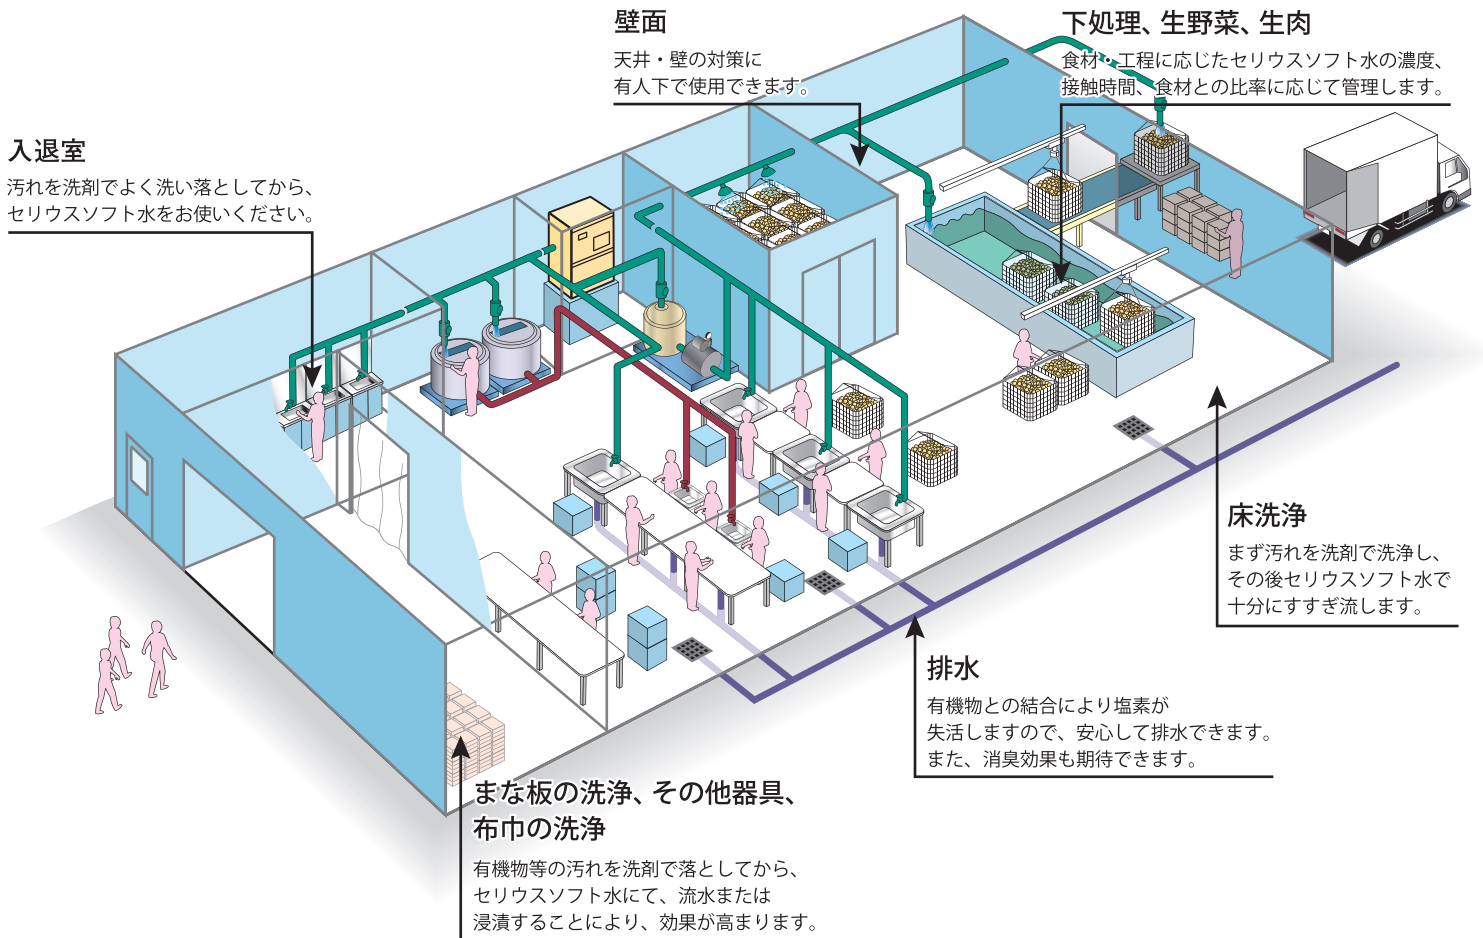 壁面
天井・壁の対策に
有人下で使用できます。
下処理、生野菜、生肉
食材・工程に応じたセリウスソフト水の濃度、
接触時間、食材との比率に応じて管理します。
入退室
汚れを洗剤でよく洗い落としてから、
セリウスソフト水をお使いください。
床洗浄
まず汚れを洗剤で洗浄し、
その後セリウスソフト水で
十分にすすぎ流します。
排水
有機物との結合により塩素が
失活しますので、安心して排水できます。
また、消臭効果も期待できます。
まな板の洗浄、その他器具、
布巾の洗浄
有機物等の汚れを洗剤で落としてから、
セリウスソフト水にて、流水または
浸漬することにより、効果が高まります。